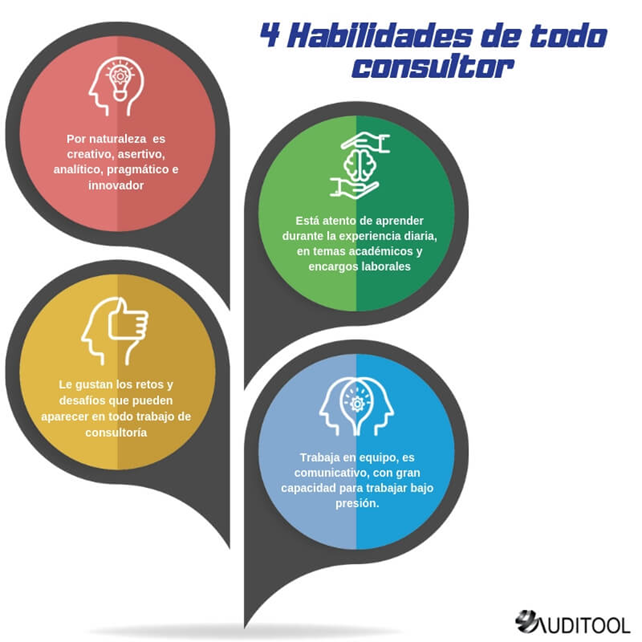 4 Habilidades de todo
consultor
Por naturaleza es
creativo, asertivo,
analítico, pragmático e
innovador
Está atento de aprender
durante la experiencia diaria,
en temas académicos y
encargos laborales
Le gustan los retos y
desafíos que pueden
aparecer en todo trabajo de
consultoría
Trabaja en equipo, es
comunicativo, con gran
capacidad para trabajar bajo
presión.
AUDITOOL